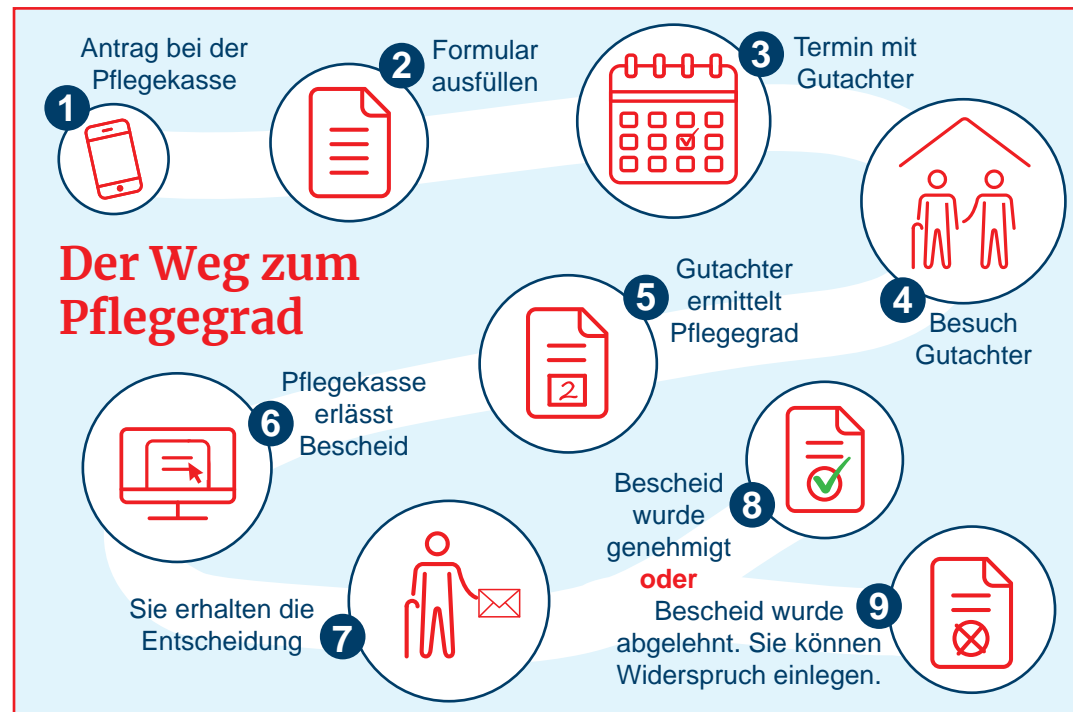 Der Weg zum
Pflegegrad
1
Antrag bei der
Pflegekasse
2
Formular
ausfüllen
3
Termin mit
Gutachter
4
Besuch
Gutachter
5
Gutachter
ermittelt
Pflegegrad
2
6
Pflegekasse
erlässt
Bescheid
7
Sie erhalten die
Entscheidung
8
Bescheid
wurde
genehmigt
oder
9
Bescheid wurde
abgelehnt. Sie können
Widerspruch einlegen.